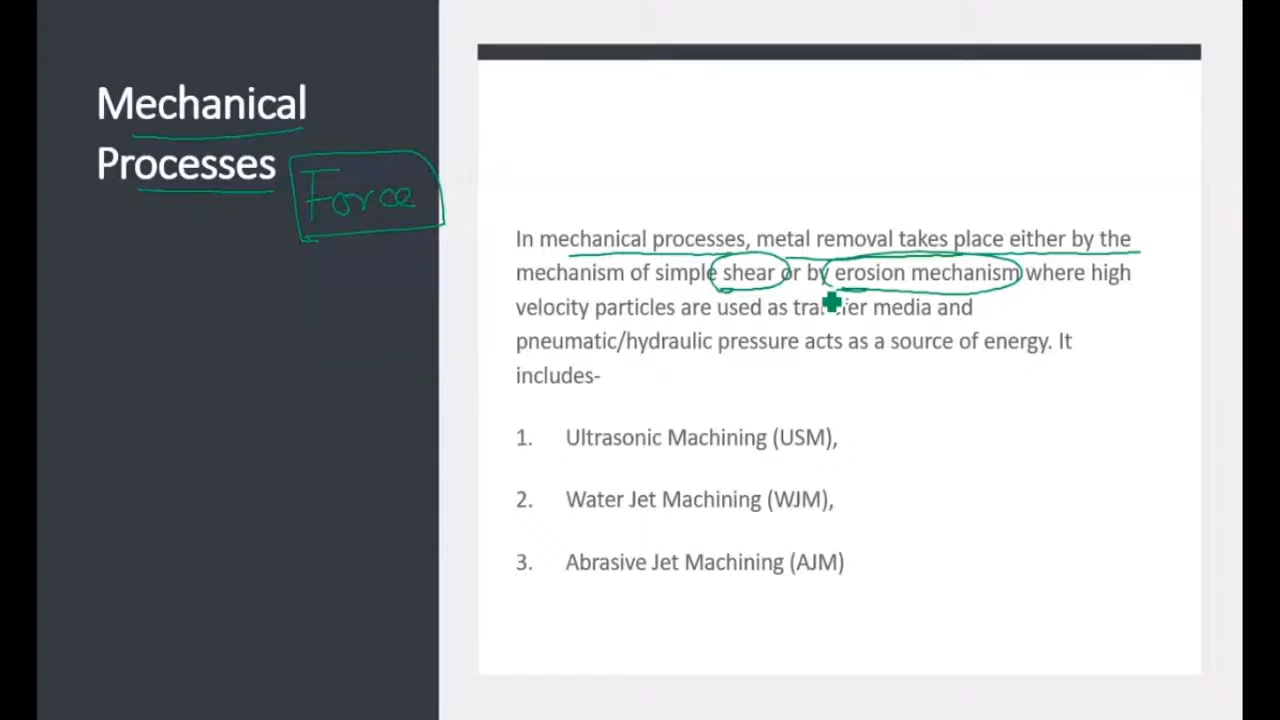 Mechanical
Processes
Force
In mechanical processes, metal removal takes place either by the
mechanism of simple shear or by erosion mechanism where high
velocity particles are used as transfer media and
pneumatic/hydraulic pressure acts as a source of energy. It
includes-
1. Ultrasonic Machining (USM),
2. Water Jet Machining (WJM),
3. Abrasive Jet Machining (AJM)